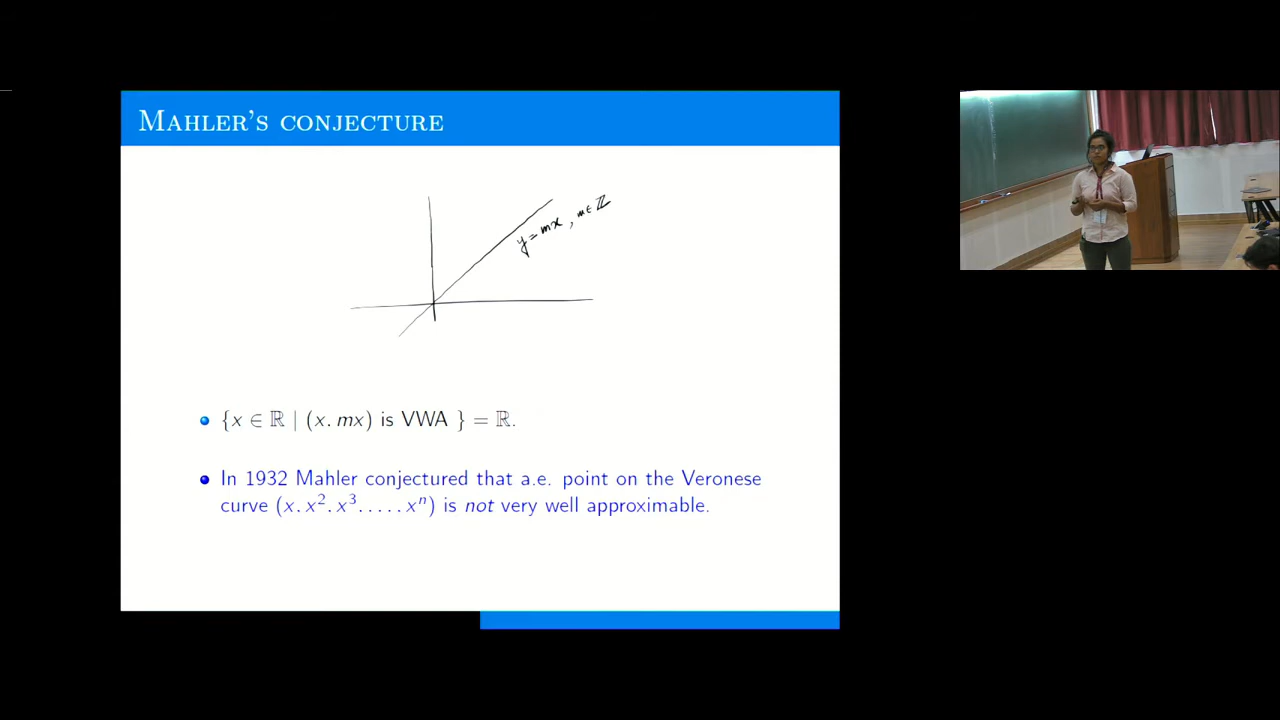 Mahler's conjecture
y = mx , m ∈ ℤ
{x ∈ ℝ | (x. mx) is VWA } = ℝ.
In 1932 Mahler conjectured that a.e. point on the Veronese
curve (x. x². x³. . . . . xⁿ) is not very well approximable.